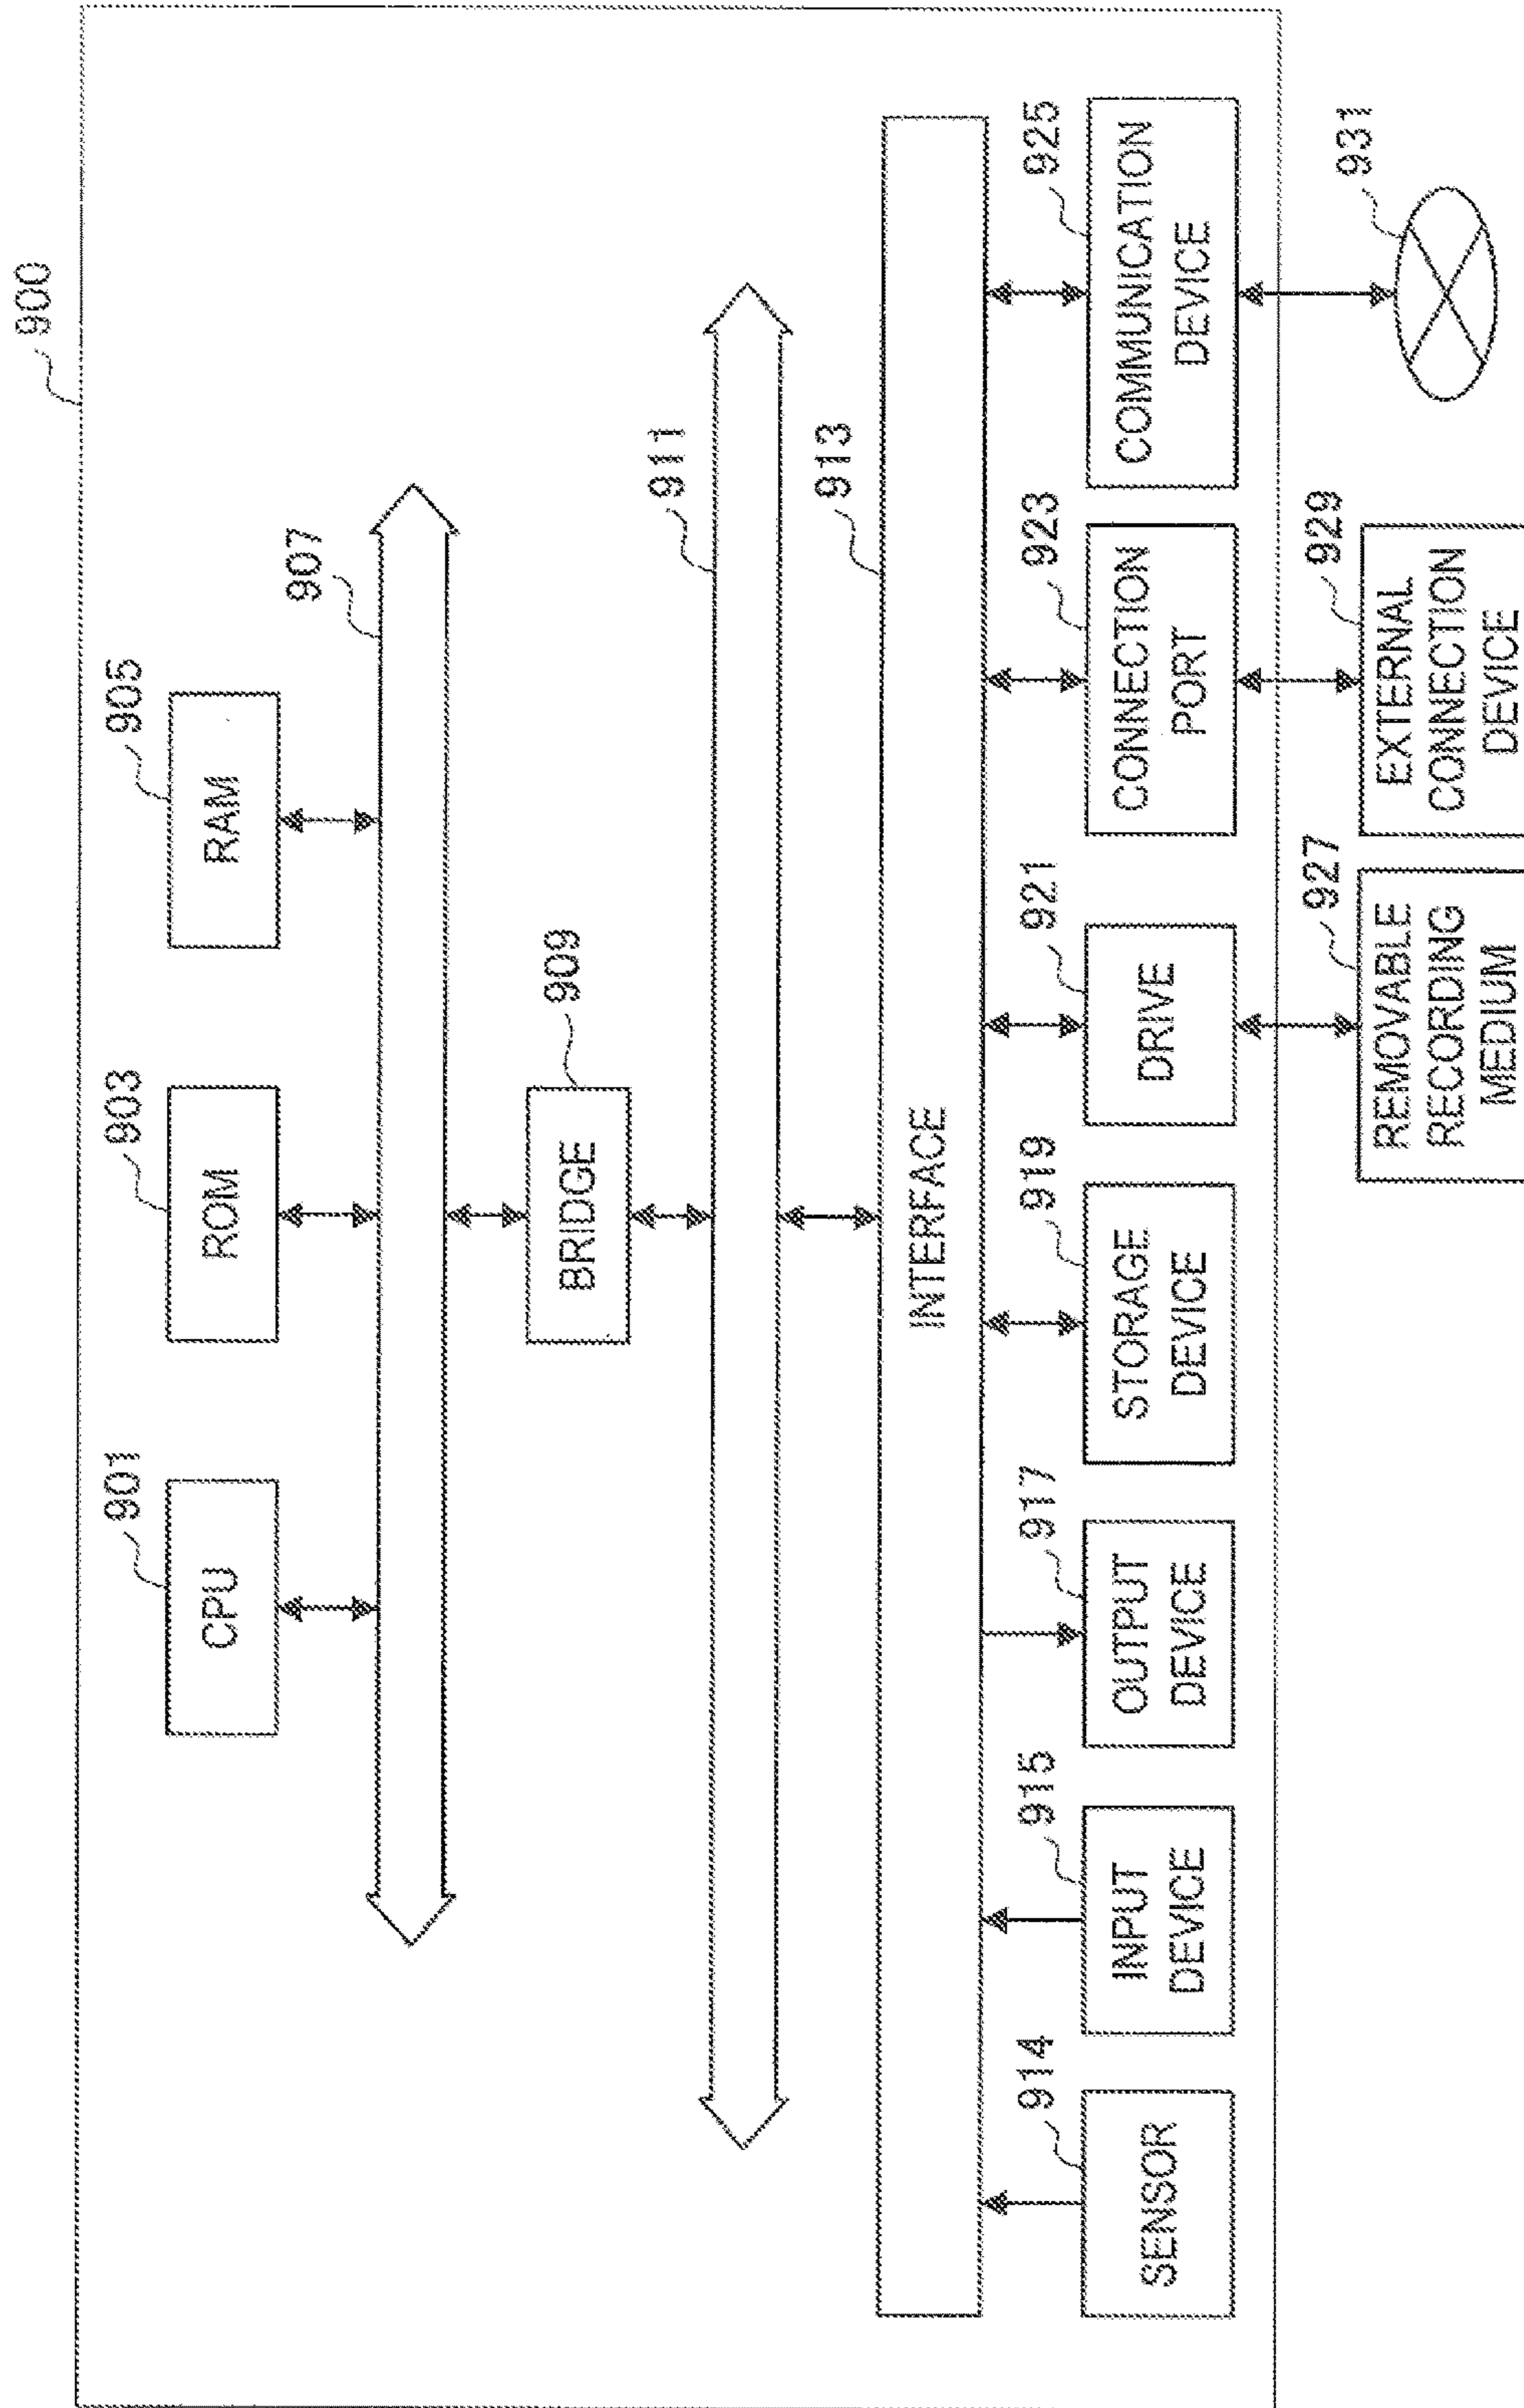 900
901
CPU
903
ROM
905
RAM
907
909
BRIDGE
911
913
INTERFACE
914
SENSOR
915
INPUT
DEVICE
917
OUTPUT
DEVICE
919
STORAGE
DEVICE
921
DRIVE
923
CONNECTION
PORT
925
COMMUNICATION
DEVICE
927
REMOVABLE
RECORDING
MEDIUM
929
EXTERNAL
CONNECTION
DEVICE
931